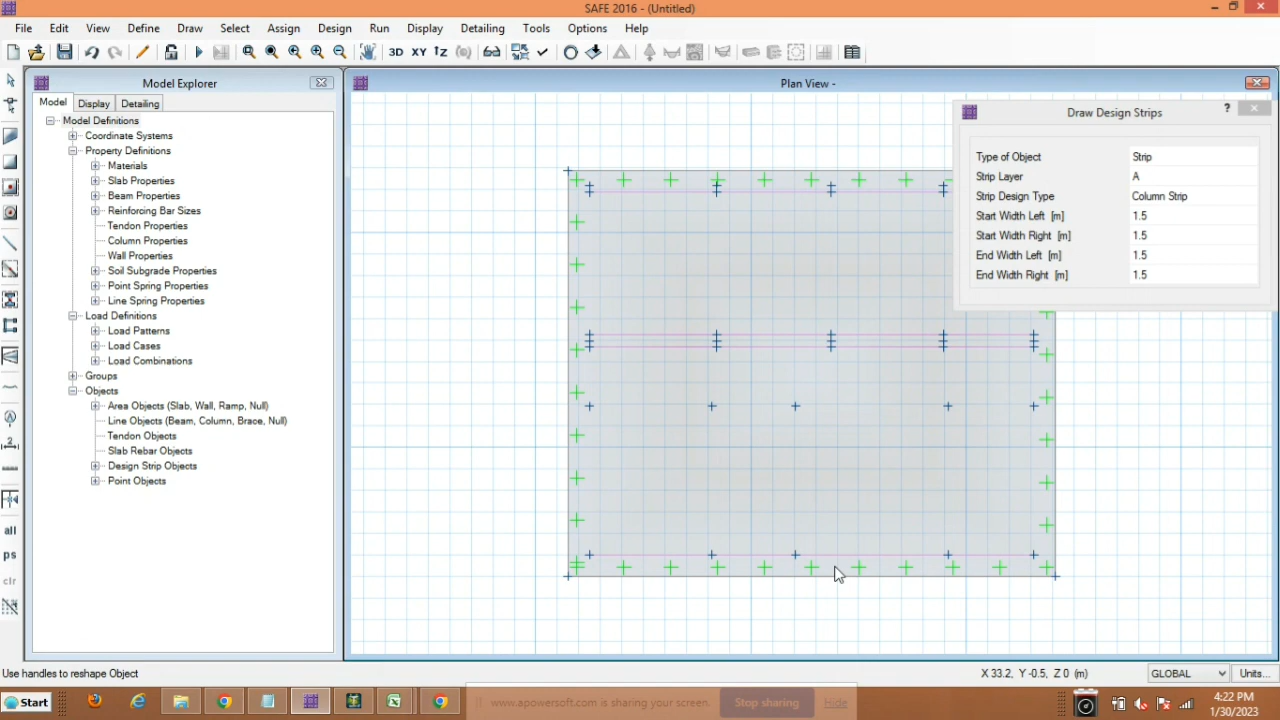 SAFE 2016 - (Untitled)
File Edit View Define Draw Select Assign Design Run Display Detailing Tools Options Help
3D XY
Model Explorer
Model Display Detailing
Model Definitions
Coordinate Systems
Property Definitions
Materials
Slab Properties
Beam Properties
Reinforcing Bar Sizes
Tendon Properties
Column Properties
Wall Properties
Soil Subgrade Properties
Point Spring Properties
Line Spring Properties
Load Definitions
Load Patterns
Load Cases
Load Combinations
Groups
Objects
Area Objects (Slab, Wall, Ramp, Null)
Line Objects (Beam, Column, Brace, Null)
Tendon Objects
Slab Rebar Objects
Design Strip Objects
Point Objects
all
ps
clr
Plan View -
Draw Design Strips
?
Type of Object Strip
Strip Layer A
Strip Design Type Column Strip
Start Width Left [m] 1.5
Start Width Right [m] 1.5
End Width Left [m] 1.5
End Width Right [m] 1.5
Use handles to reshape Object
X 33.2, Y -0.5, Z 0 (m)
GLOBAL
Units...
Start
www.apowersoft.com is sharing your screen.
Stop sharing
Hide
4:22 PM
1/30/2023